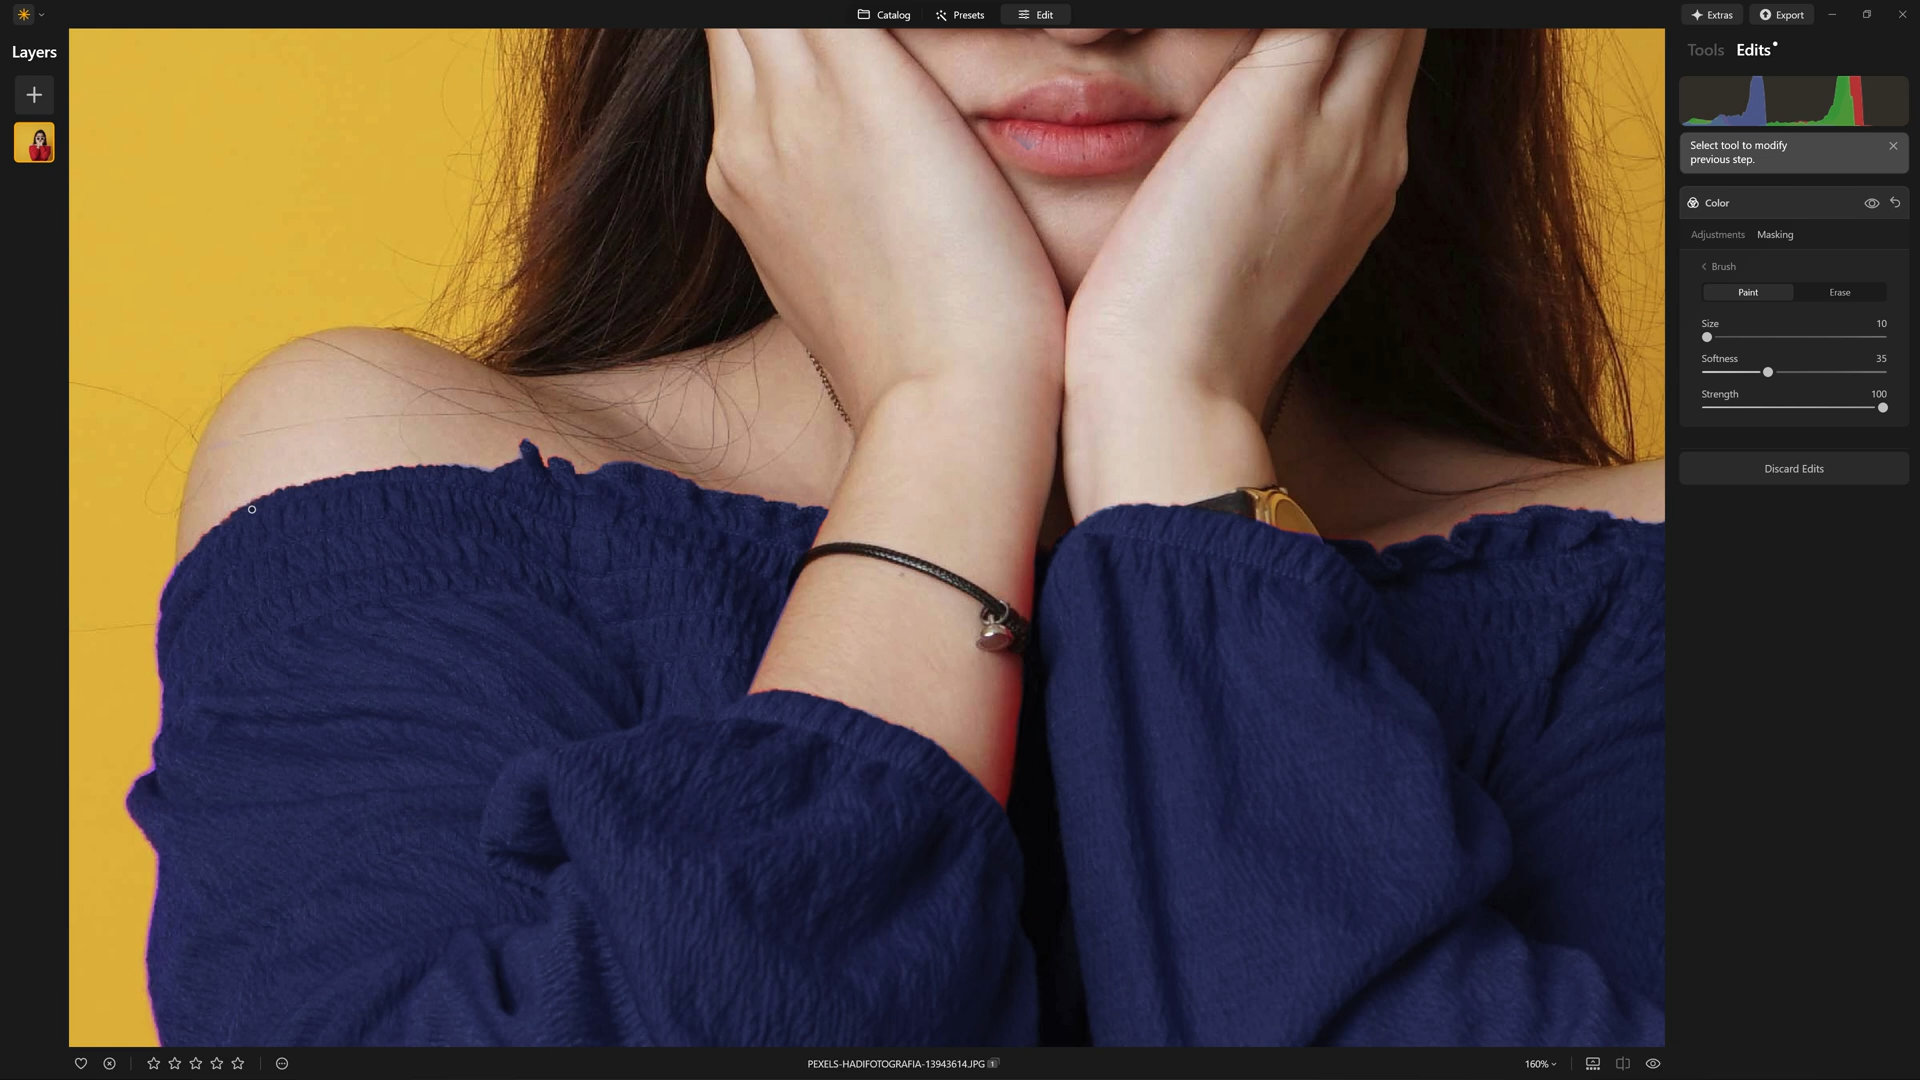 Catalog
Presets
Edit
Extras
Export
Layers
Tools
Edits
Select tool to modify
previous step.
Color
Adjustments
Masking
Brush
Paint
Erase
Size
10
Softness
35
Strength
100
Discard Edits
PEXELS-HADIFOTOGRAFIA-13943614.JPG
1
160%